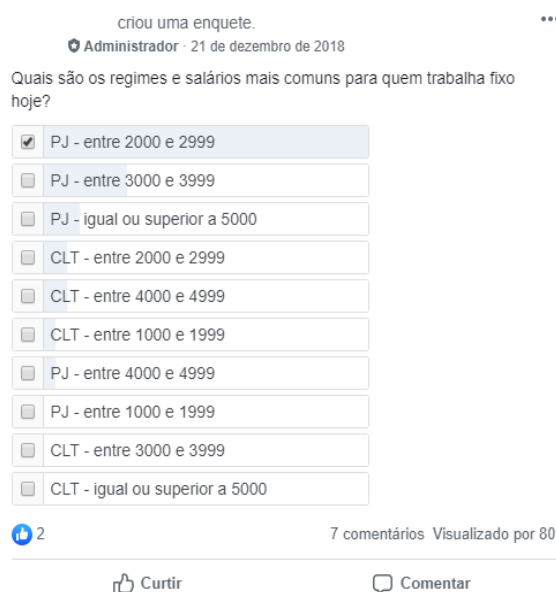 criou uma enquete.
Administrador · 21 de dezembro de 2018
Quais são os regimes e salários mais comuns para quem trabalha fixo
hoje?
PJ - entre 2000 e 2999
PJ - entre 3000 e 3999
PJ - igual ou superior a 5000
CLT - entre 2000 e 2999
CLT - entre 4000 e 4999
CLT - entre 1000 e 1999
PJ - entre 4000 e 4999
PJ - entre 1000 e 1999
CLT - entre 3000 e 3999
CLT - igual ou superior a 5000
2 7 comentários Visualizado por 80
Curtir Comentar